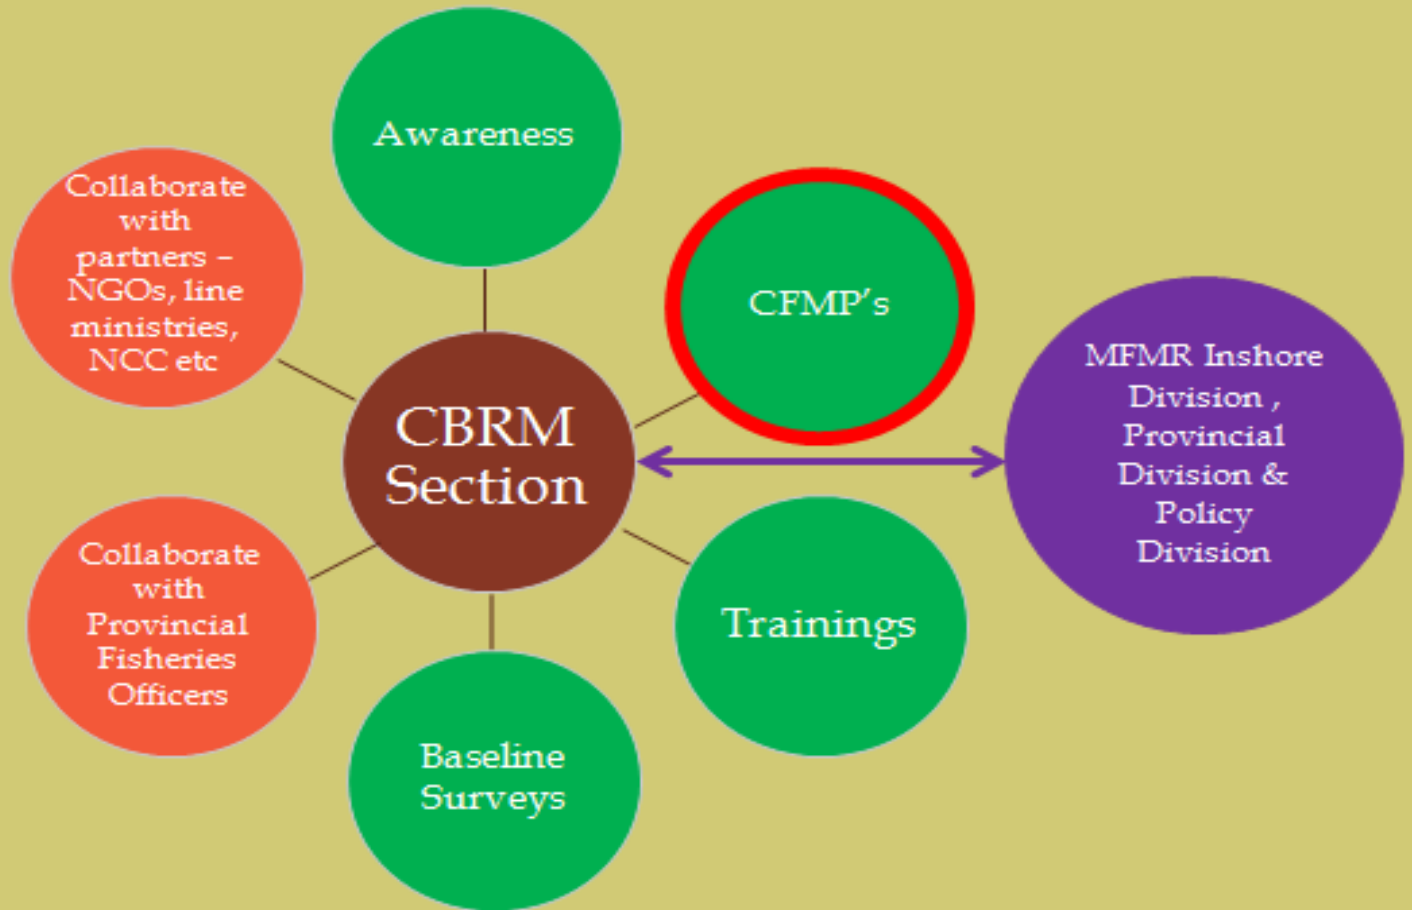 Awareness
Collaborate
with
partners –
NGOs, line
ministries,
NCC etc
CFMP's
MFMR Inshore
Division ,
Provincial
Division &
Policy
Division
CBRM
Section
Collaborate
with
Provincial
Fisheries
Officers
Trainings
Baseline
Surveys